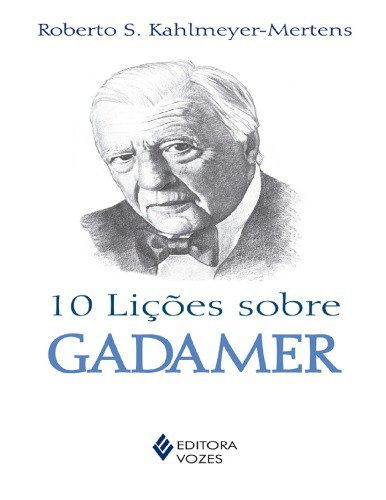 Roberto S. Kahlmeyer-Mertens
10 Lições sobre
GADAMER
EDITORA
VOZES